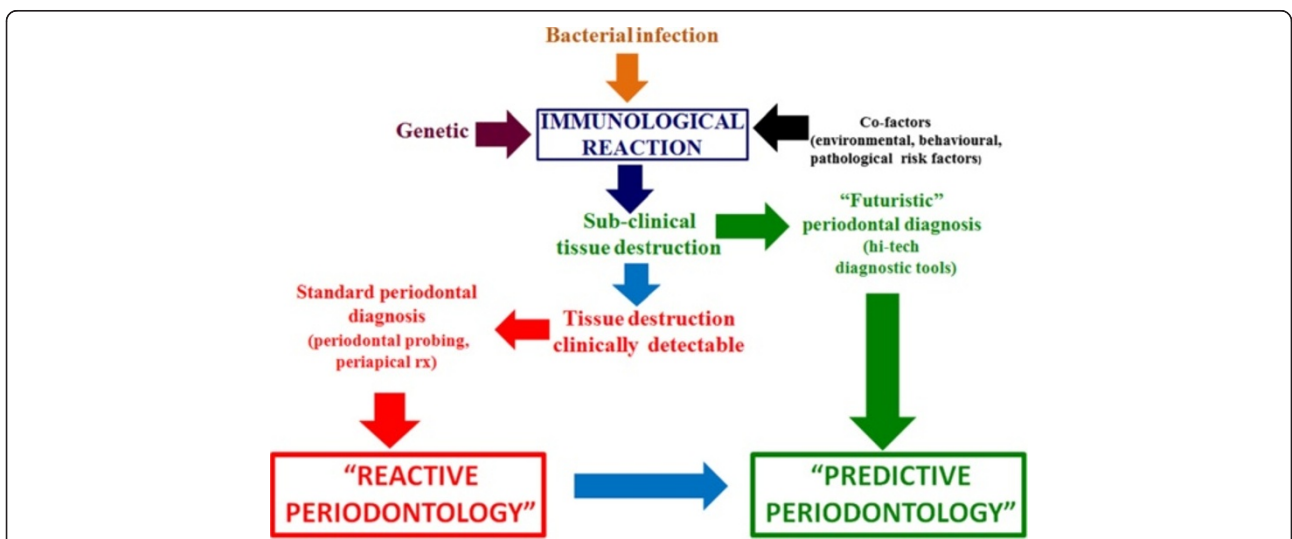 Bacterial infection
Genetic
IMMUNOLOGICAL
REACTION
Co-factors
(environmental, behavioural,
pathological risk factors)
Sub-clinical
tissue destruction
“Futuristic”
periodontal diagnosis
(hi-tech
diagnostic tools)
Standard periodontal
diagnosis
(periodontal probing,
periapical rx)
Tissue destruction
clinically detectable
“REACTIVE
PERIODONTOLOGY”
“PREDICTIVE
PERIODONTOLOGY”